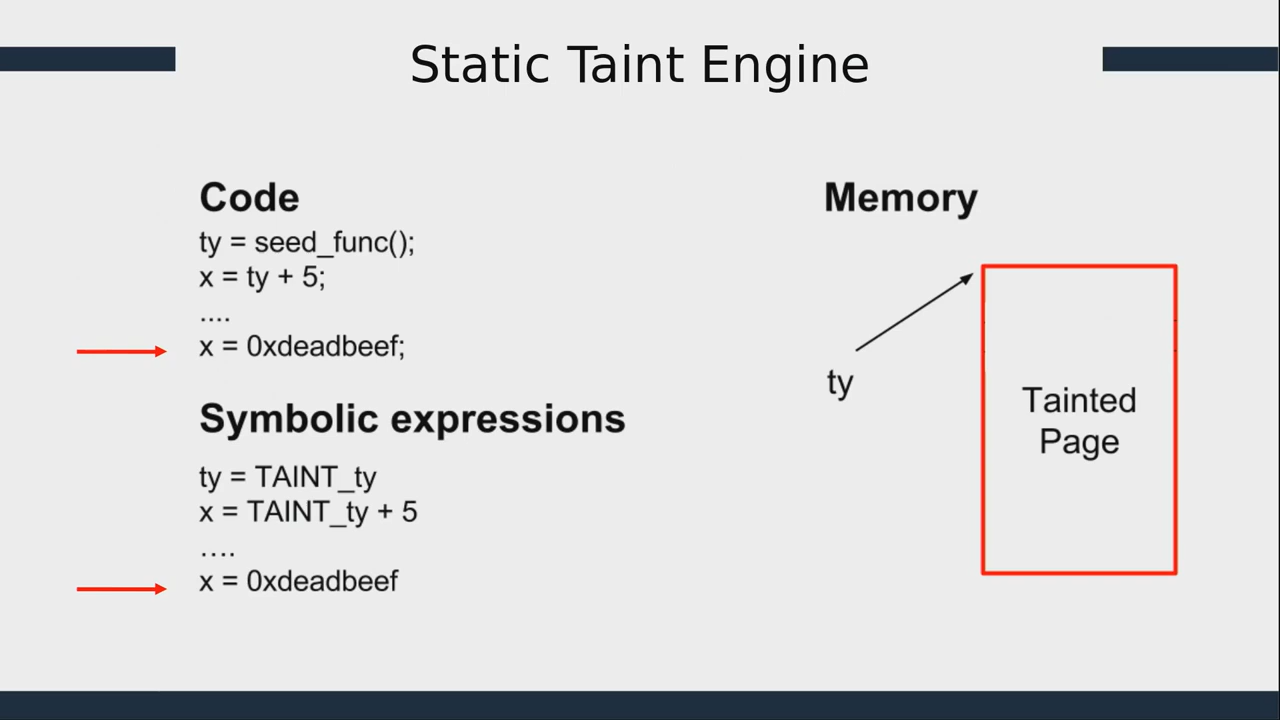 Static Taint Engine
Code
ty = seed_func();
x = ty + 5;
....
x = 0xdeadbeef;
Symbolic expressions
ty = TAINT_ty
x = TAINT_ty + 5
....
x = 0xdeadbeef
Memory
ty
Tainted
Page